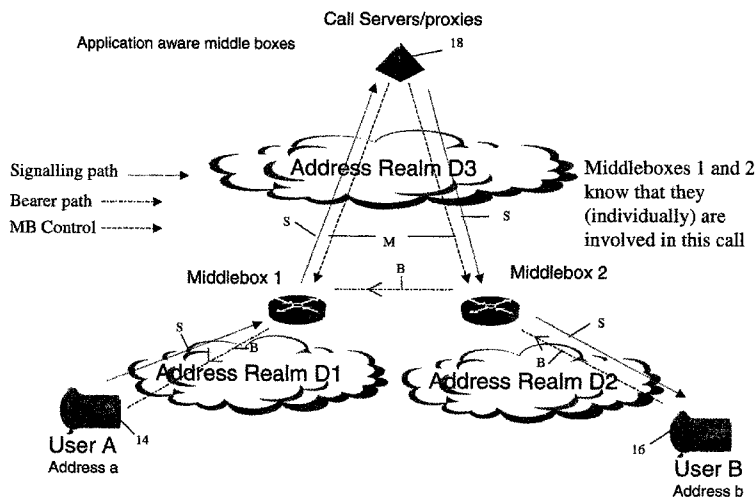 Call Servers/proxies
Application aware middle boxes
18
Address Realm D3
Signalling path
Bearer path
MB Control
Middleboxes 1 and 2
know that they
(individually) are
involved in this call
S
M
S
B
Middlebox 1
Middlebox 2
S
B
S
B
Address Realm D1
Address Realm D2
14
16
User A
Address a
User B
Address b